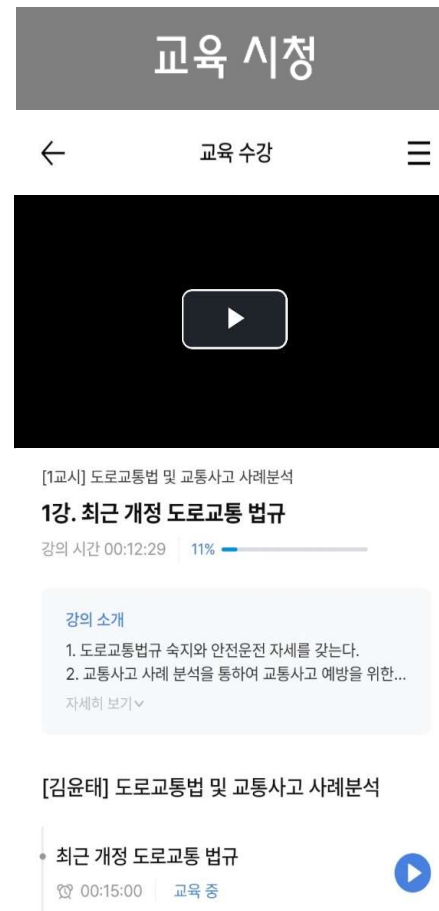 교육 시청
교육 수강
[1교시] 도로교통법 및 교통사고 사례분석
1강. 최근 개정 도로교통 법규
강의 시간 00:12:29 11%
강의 소개
1. 도로교통법규 숙지와 안전운전 자세를 갖는다.
2. 교통사고 사례 분석을 통하여 교통사고 예방을 위한...
자세히 보기
[김윤태] 도로교통법 및 교통사고 사례분석
최근 개정 도로교통 법규
00:15:00 교육 중